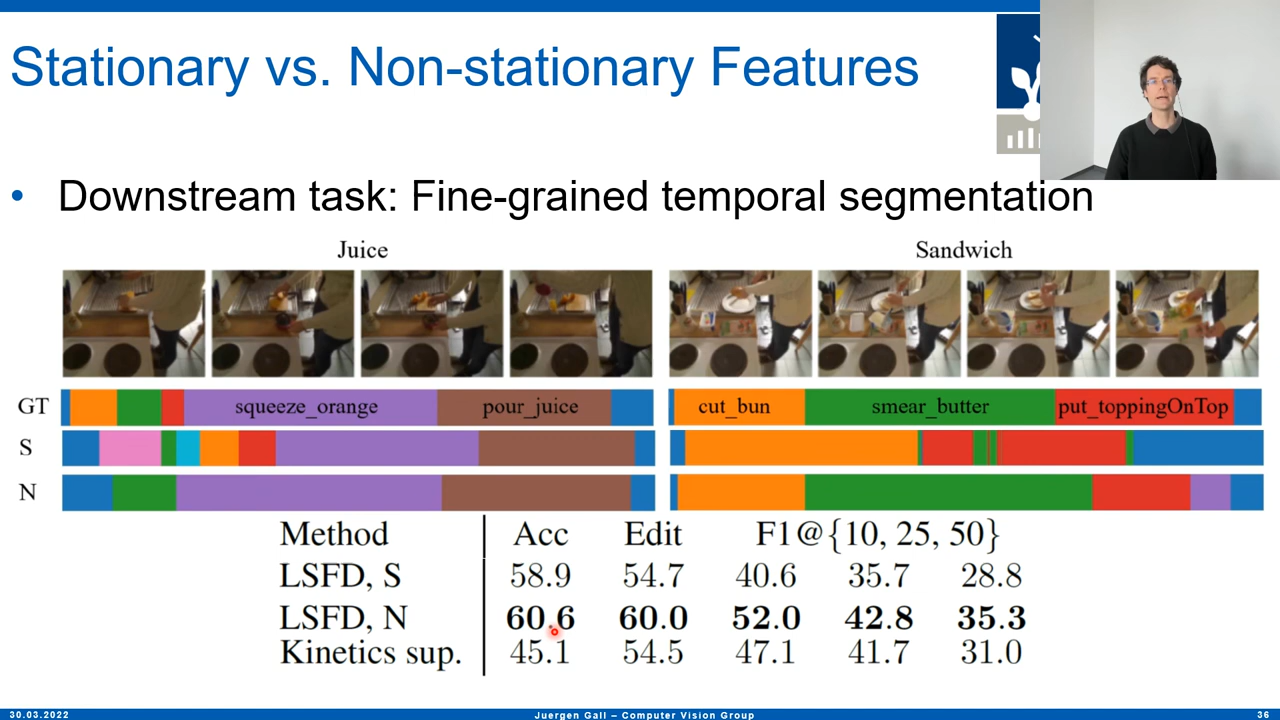 Stationary vs. Non-stationary Features
• Downstream task: Fine-grained temporal segmentation
Juice
Sandwich
GT squeeze_orange pour_juice cut_bun smear_butter put_toppingOnTop
S
N
Method Acc Edit F1@{10, 25, 50}
LSFD, S 58.9 54.7 40.6 35.7 28.8
LSFD, N 60.6 60.0 52.0 42.8 35.3
Kinetics sup. 45.1 54.5 47.1 41.7 31.0
30.03.2022 Juergen Gall – Computer Vision Group 36